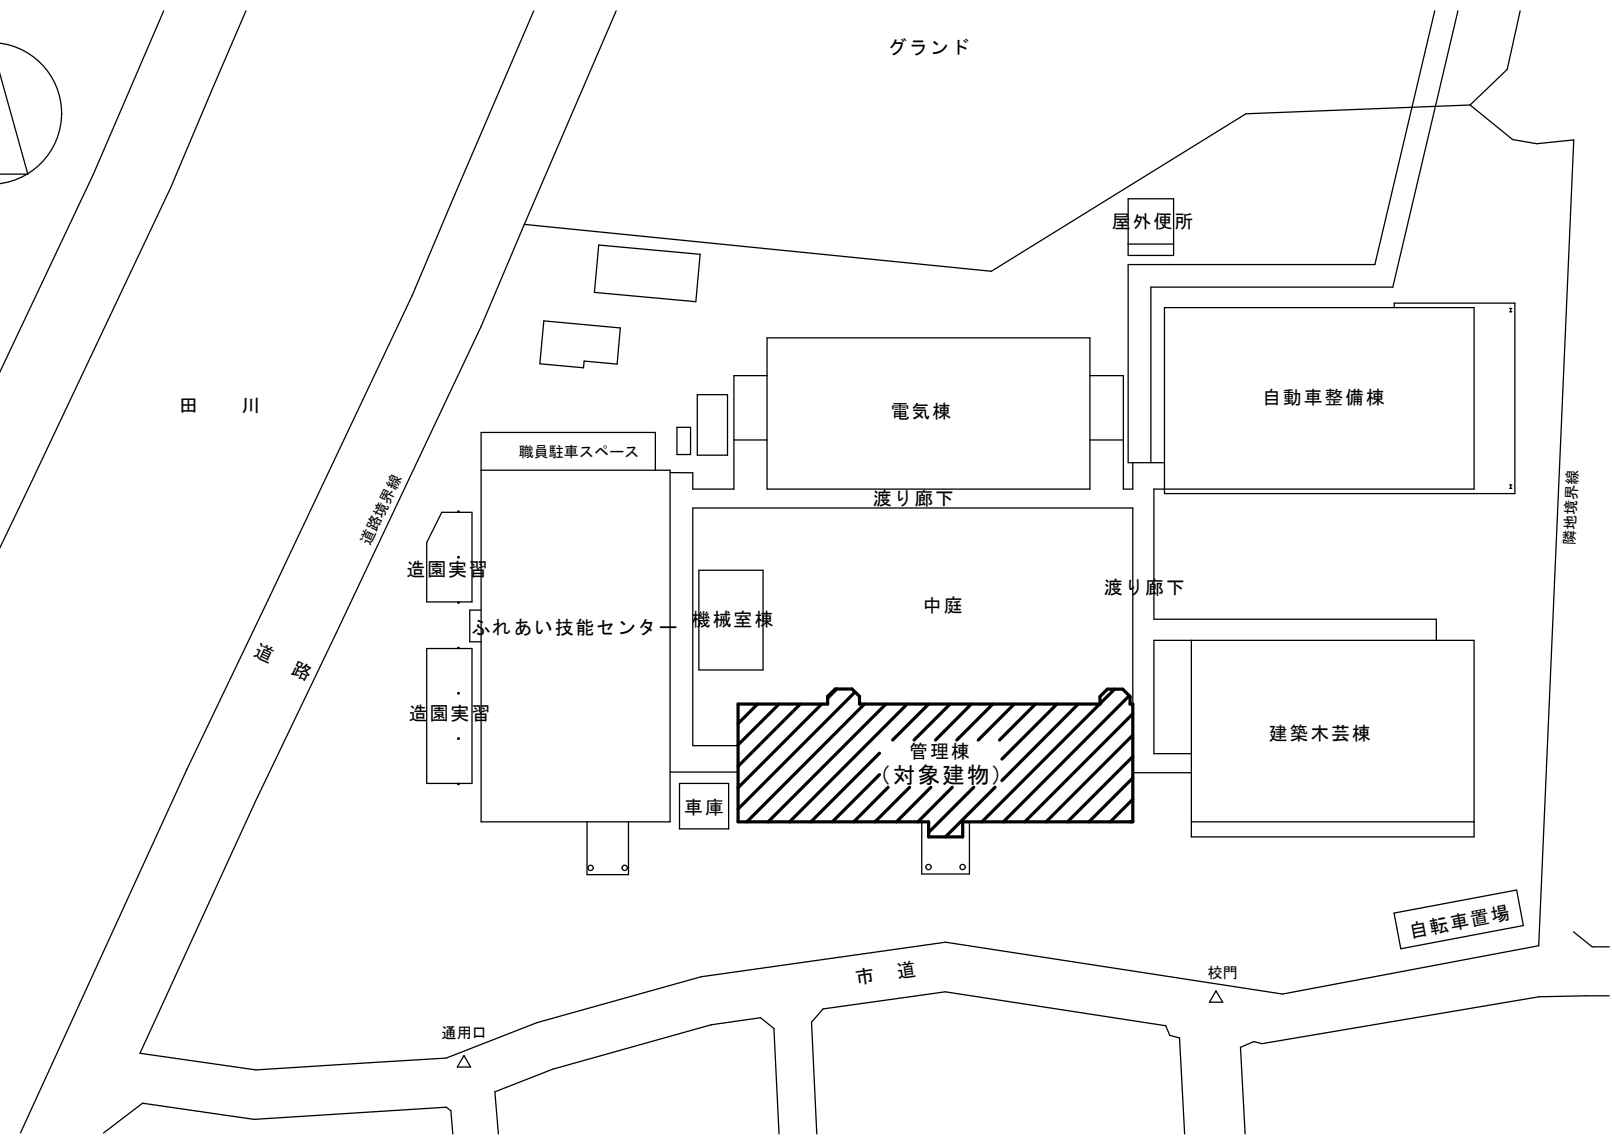 グランド
屋外便所
自動車整備棟
電気棟
田 川
職員駐車スペース
道路境界線
隣地境界線
渡り廊下
造園実習
渡り廊下
中庭
機械室棟
ふれあい技能センター
道 路
造園実習
建築木芸棟
管理棟
(対象建物)
車庫
自転車置場
市 道
校門
△
通用口
△